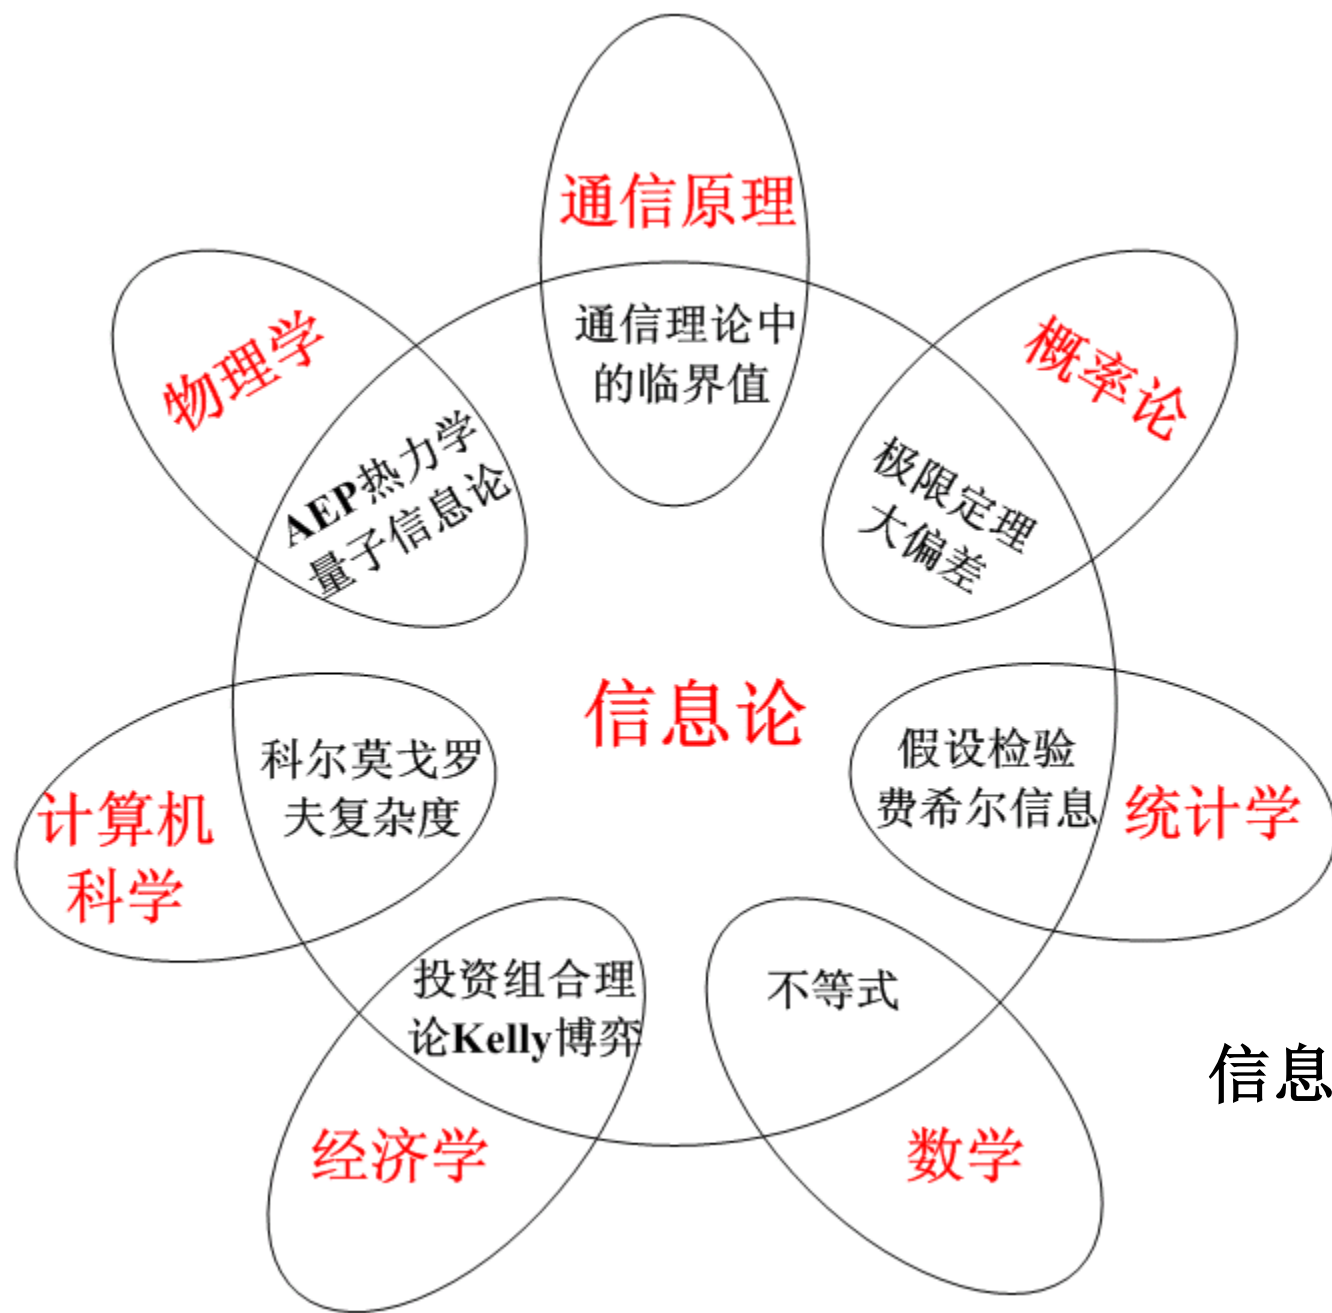 通信原理
通信理论中
的临界值
物理学
AEP热力学
量子信息论
概率论
极限定理
大偏差
信息论
科尔莫戈罗
夫复杂度
计算机
科学
假设检验
费希尔信息
统计学
投资组合理
论Kelly博弈
经济学
不等式
数学
信息